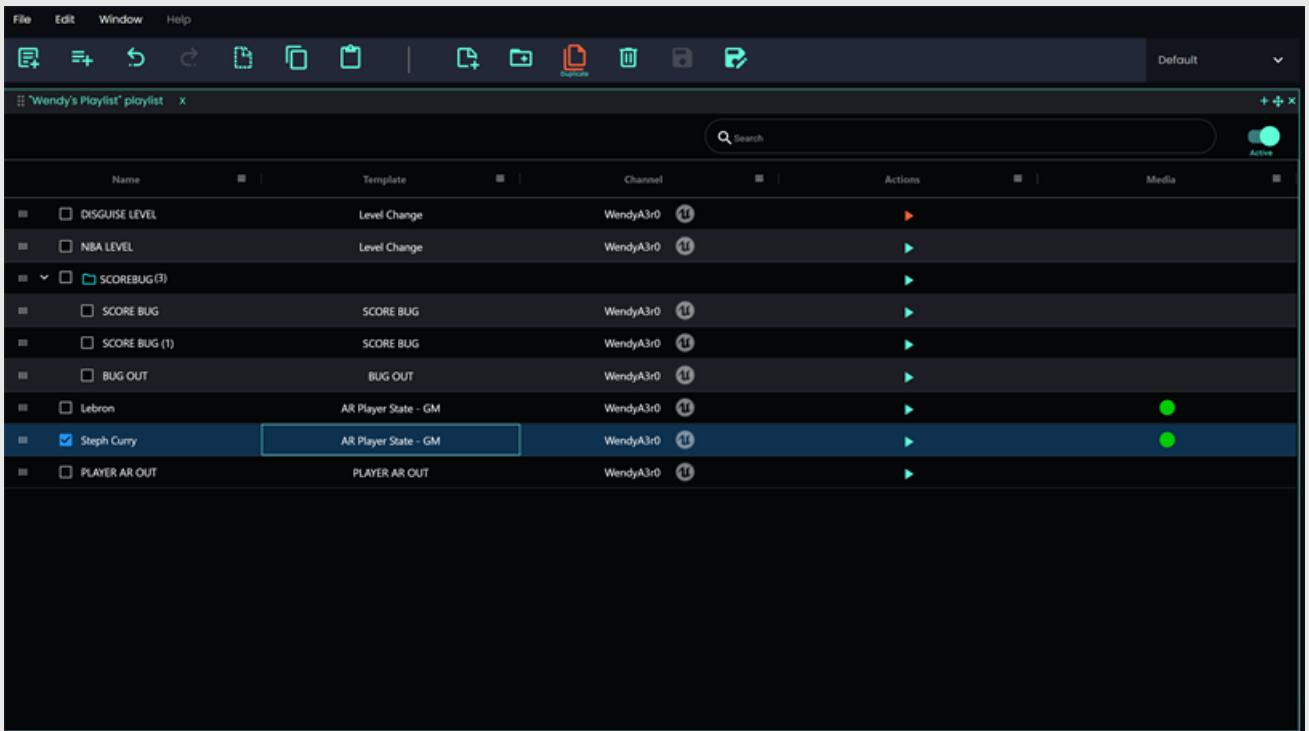 File Edit Window Help
Duplicate
Default
"Wendy's Playlist" playlist X
Search
Active
Name Template Channel Actions Media
DISGUISE LEVEL Level Change WendyA3r0
NBA LEVEL Level Change WendyA3r0
SCOREBUG (3)
SCORE BUG SCORE BUG WendyA3r0
SCORE BUG (1) SCORE BUG WendyA3r0
BUG OUT BUG OUT WendyA3r0
Lebron AR Player State - GM WendyA3r0
Steph Curry AR Player State - GM WendyA3r0
PLAYER AR OUT PLAYER AR OUT WendyA3r0